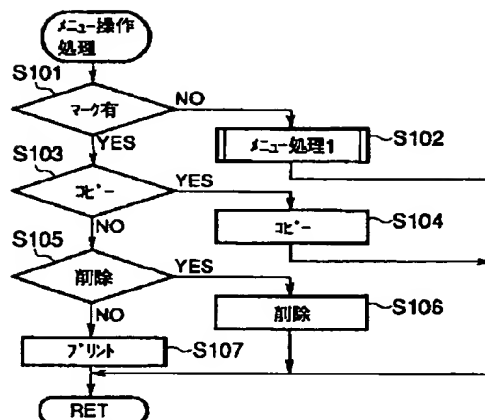 メニュー操作
処理
S101
マーク有
NO
YES
メニュー処理1
S102
S103
コピー
YES
NO
コピー
S104
S105
削除
YES
NO
削除
S106
プリント
S107
RET